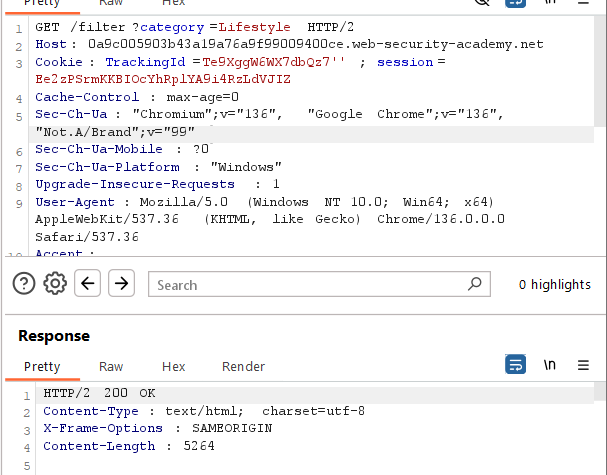 Pretty Raw Hex \n
1 GET /filter?category=Lifestyle HTTP/2
2 Host: 0a9c005903b43a19a76a9f99009400ce.web-security-academy.net
3 Cookie: TrackingId=Te9XggW6WX7dbQz7''; session=
Ee2zPSrmKKBIOcYhRplYA9i4RzLdVJIZ
4 Cache-Control: max-age=0
5 Sec-Ch-Ua: "Chromium";v="136", "Google Chrome";v="136",
"Not.A/Brand";v="99"
6 Sec-Ch-Ua-Mobile: ?0
7 Sec-Ch-Ua-Platform: "Windows"
8 Upgrade-Insecure-Requests: 1
9 User-Agent: Mozilla/5.0 (Windows NT 10.0; Win64; x64)
AppleWebKit/537.36 (KHTML, like Gecko) Chrome/136.0.0.0
Safari/537.36
10 Accept:
Search 0 highlights
Response
Pretty Raw Hex Render \n
1 HTTP/2 200 OK
2 Content-Type: text/html; charset=utf-8
3 X-Frame-Options: SAMEORIGIN
4 Content-Length: 5264
5